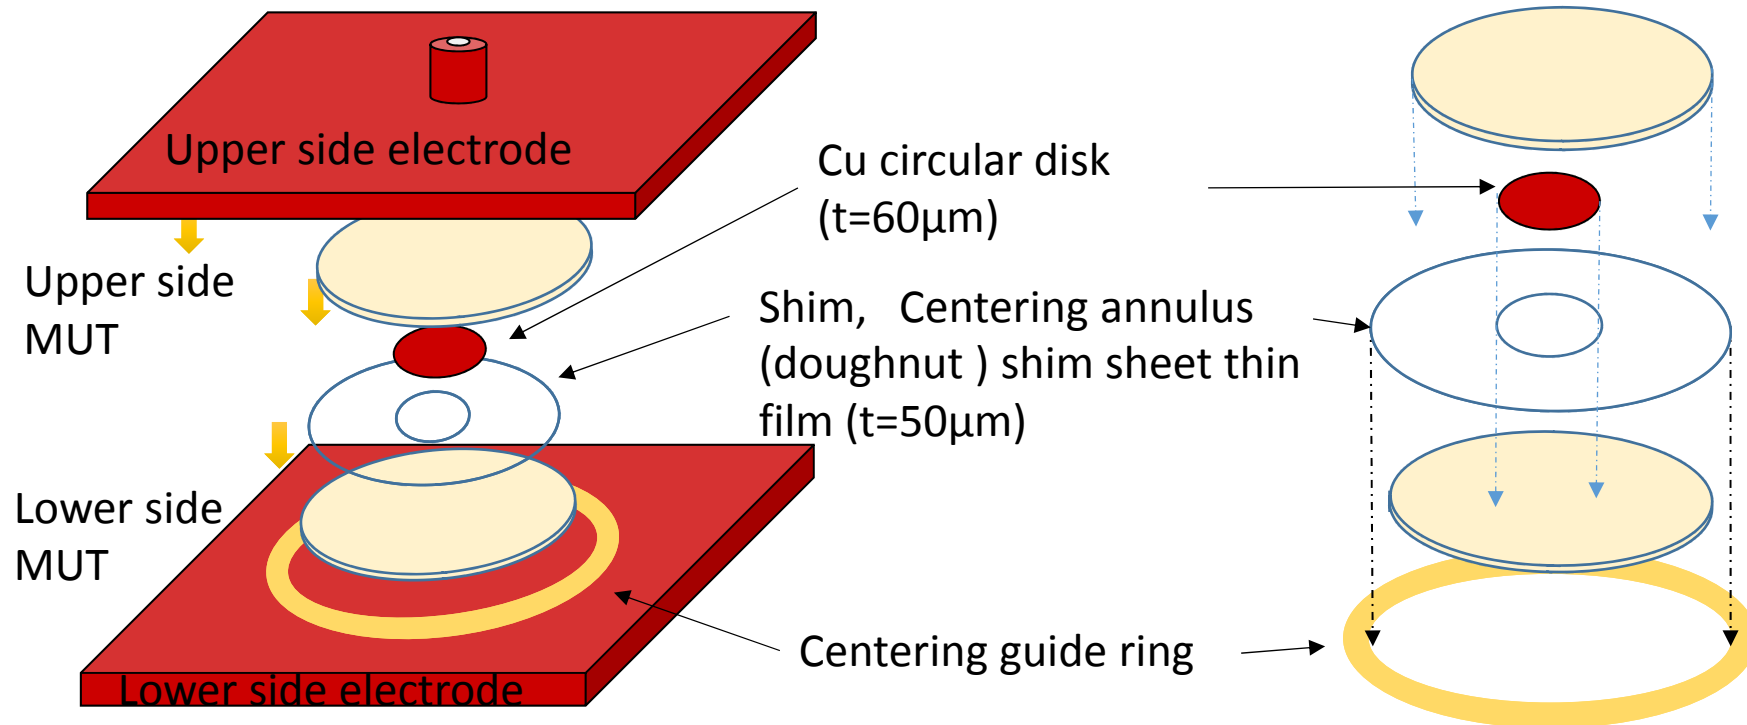 Upper side electrode
Cu circular disk
(t=60μm)
Upper side
MUT
Shim, Centering annulus
(doughnut ) shim sheet thin
film (t=50μm)
Lower side
MUT
Centering guide ring
Lower side electrode